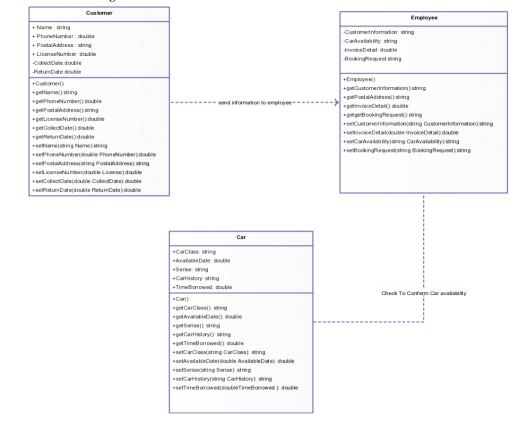 Customer
+ Name : string
+ PhoneNumber : double
+ PostalAddress : string
+ LicenseNumber: double
-CollectDate:double
-ReturnDate:double
+Customer()
+getName():string
+getPhoneNumber():double
+getPostalAddress():string
+getLicenseNumber():double
+getCollectDate():double
+getReturnDate():double
+setName(string Name):string
+setPhoneNumber(double PhoneNumber):double
+setPostalAddress(string PostalAddress): string
+setLicenseNumber(double License):double
+setCollectDate(double CollectDate):double
+setReturnDate(double ReturnDate):double
send information to employee
Employee
-CustomerInformation: string
-CarAvailability: string
-InvoiceDetail: double
-BookingRequest:string
+Employee()
+getCustomerInformation():string
+getPostalAddress():string
+getInvoiceDetail(): double
+getgetBookingRequest(): string
+setCustomerInformation(string CustomerInformation):string
+setInvoiceDetail(double InvoiceDetail): double
+setCarAvailability(string CarAvailability):string
+setBookingRequest(string BookingRequest):string
Check To Conferm Car availability
Car
+CarClass: string
+AvailableDate: double
+Serise: string
+CarHistory: string
+TimeBorrowed: double
+Car()
+getCarClass(): string
+getAvailableDate(): double
+getSerise(): string
+getCarHistory(): string
+getTimeBorrowed(): double
+setCarClass(string CarClass): string
+setAvailableDate(double AvailableDate): double
+setSerise(string Serise): string
+setCarHistory(string CarHistory): string
+setTimeBorrowed(doubleTimeBorrowed ): double